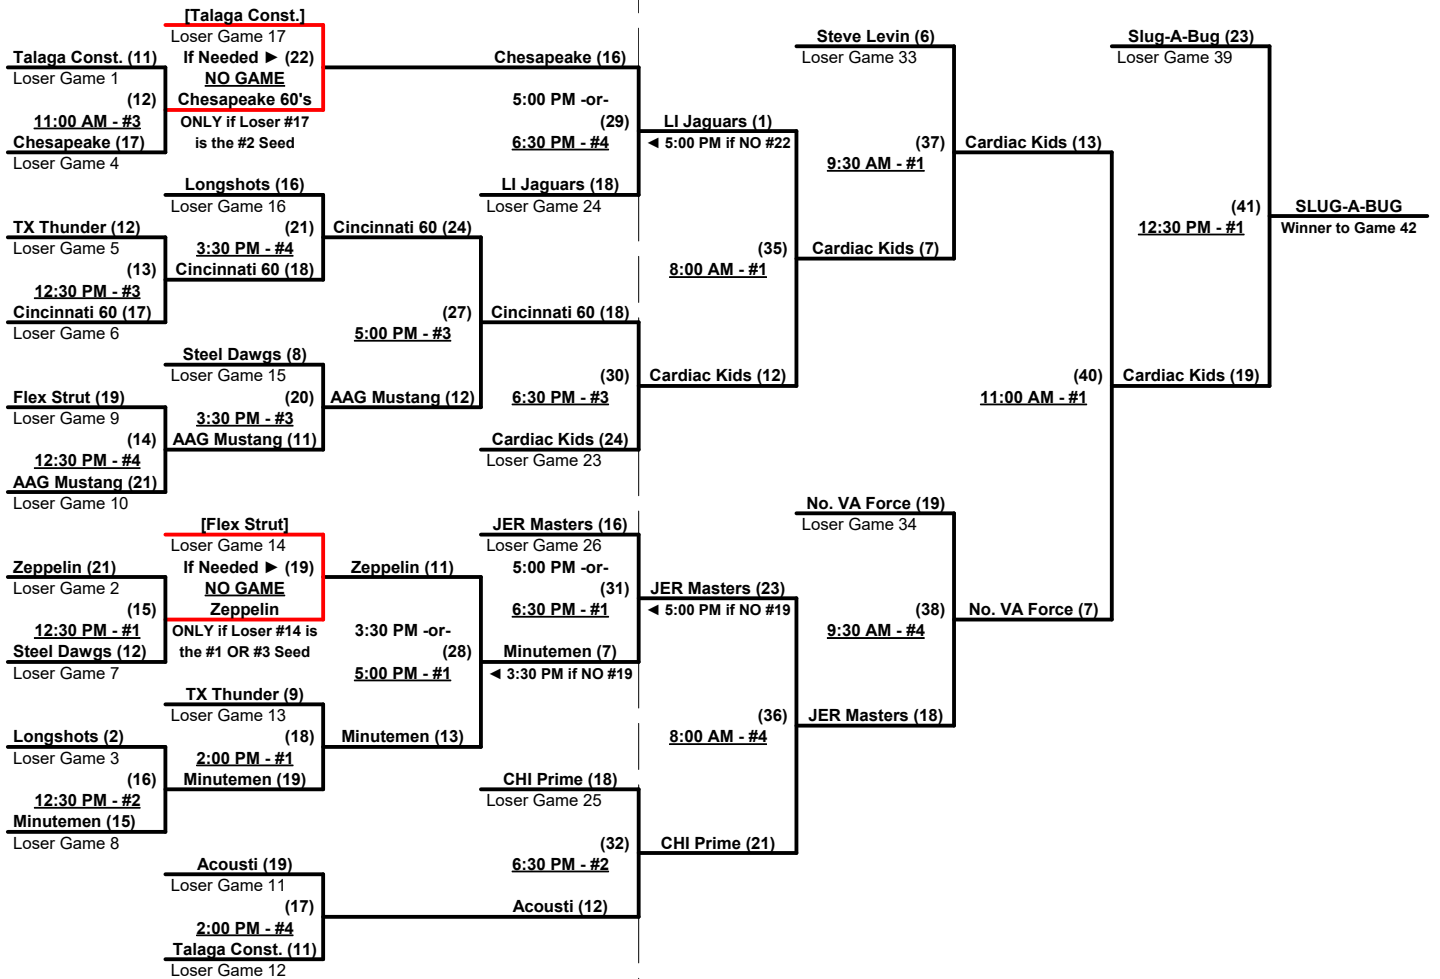 [Talaga Const.]
Loser Game 17
Talaga Const. (11)
If Needed ► (22)
Loser Game 1
NO GAME
(12)
Chesapeake 60's
11:00 AM - #3
ONLY if Loser #17
Chesapeake (17)
is the #2 Seed
Loser Game 4
Longshots (16)
Loser Game 16
TX Thunder (12)
(21)
Loser Game 5
3:30 PM - #4
(13)
Cincinnati 60 (18)
12:30 PM - #3
Cincinnati 60 (17)
Loser Game 6
Steel Dawgs (8)
Loser Game 15
Flex Strut (19)
(20)
Loser Game 9
3:30 PM - #3
(14)
AAG Mustang (11)
12:30 PM - #4
AAG Mustang (21)
Loser Game 10
[Flex Strut]
Loser Game 14
Zeppelin (21)
If Needed ► (19)
Loser Game 2
NO GAME
(15)
Zeppelin
12:30 PM - #1
ONLY if Loser #14 is
Steel Dawgs (12)
the #1 OR #3 Seed
Loser Game 7
TX Thunder (9)
Loser Game 13
Longshots (2)
(18)
Loser Game 3
2:00 PM - #1
(16)
Minutemen (19)
12:30 PM - #2
Minutemen (15)
Loser Game 8
Acousti (19)
Loser Game 11
(17)
2:00 PM - #4
Talaga Const. (11)
Loser Game 12
Cincinnati 60 (24)
(27)
5:00 PM - #3
AAG Mustang (12)
Zeppelin (11)
3:30 PM -or-
(28)
5:00 PM - #1
Minutemen (13)
Chesapeake (16)
5:00 PM -or-
(29)
6:30 PM - #4
LI Jaguars (18)
Loser Game 24
Cincinnati 60 (18)
(30)
6:30 PM - #3
Cardiac Kids (24)
Loser Game 23
JER Masters (16)
Loser Game 26
5:00 PM -or-
(31)
6:30 PM - #1
Minutemen (7)
◄ 3:30 PM if NO #19
CHI Prime (18)
Loser Game 25
(32)
6:30 PM - #2
Acousti (12)
LI Jaguars (1)
◄ 5:00 PM if NO #22
(35)
8:00 AM - #1
Cardiac Kids (12)
JER Masters (23)
◄ 5:00 PM if NO #19
(36)
8:00 AM - #4
CHI Prime (21)
Steve Levin (6)
Loser Game 33
(37)
9:30 AM - #1
Cardiac Kids (7)
No. VA Force (19)
Loser Game 34
(38)
9:30 AM - #4
JER Masters (18)
Cardiac Kids (13)
(40)
11:00 AM - #1
No. VA Force (7)
Slug-A-Bug (23)
Loser Game 39
(41)
12:30 PM - #1
Cardiac Kids (19)
SLUG-A-BUG
Winner to Game 42